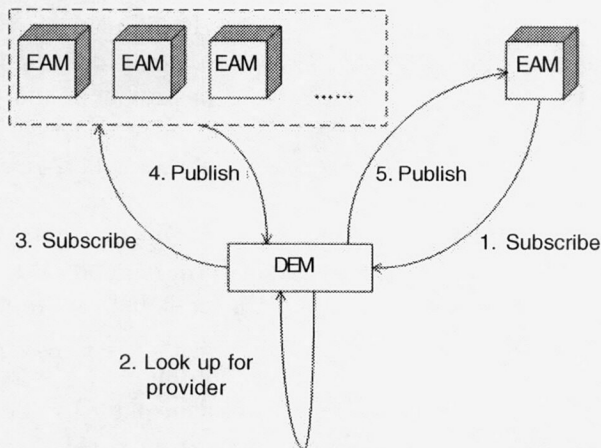 EAM EAM EAM EAM
......
4. Publish 5. Publish
3. Subscribe 1. Subscribe
DEM
2. Look up for
provider